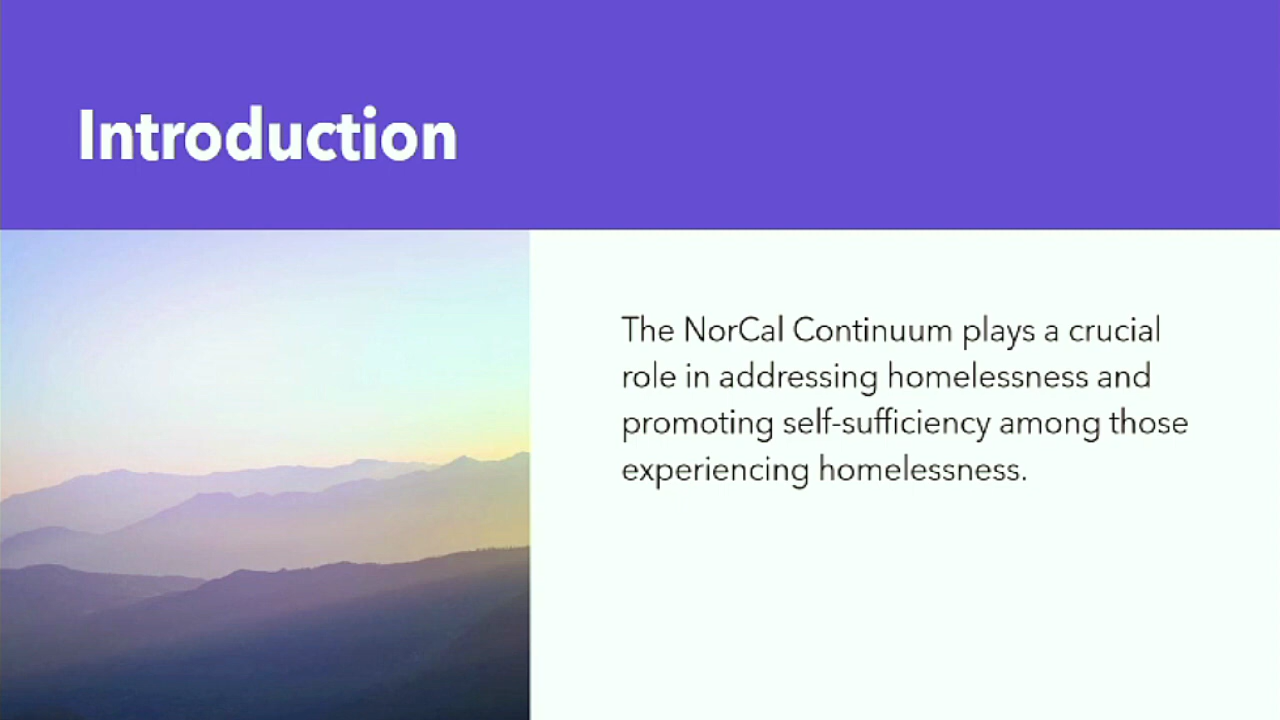 Introduction
The NorCal Continuum plays a crucial
role in addressing homelessness and
promoting self-sufficiency among those
experiencing homelessness.